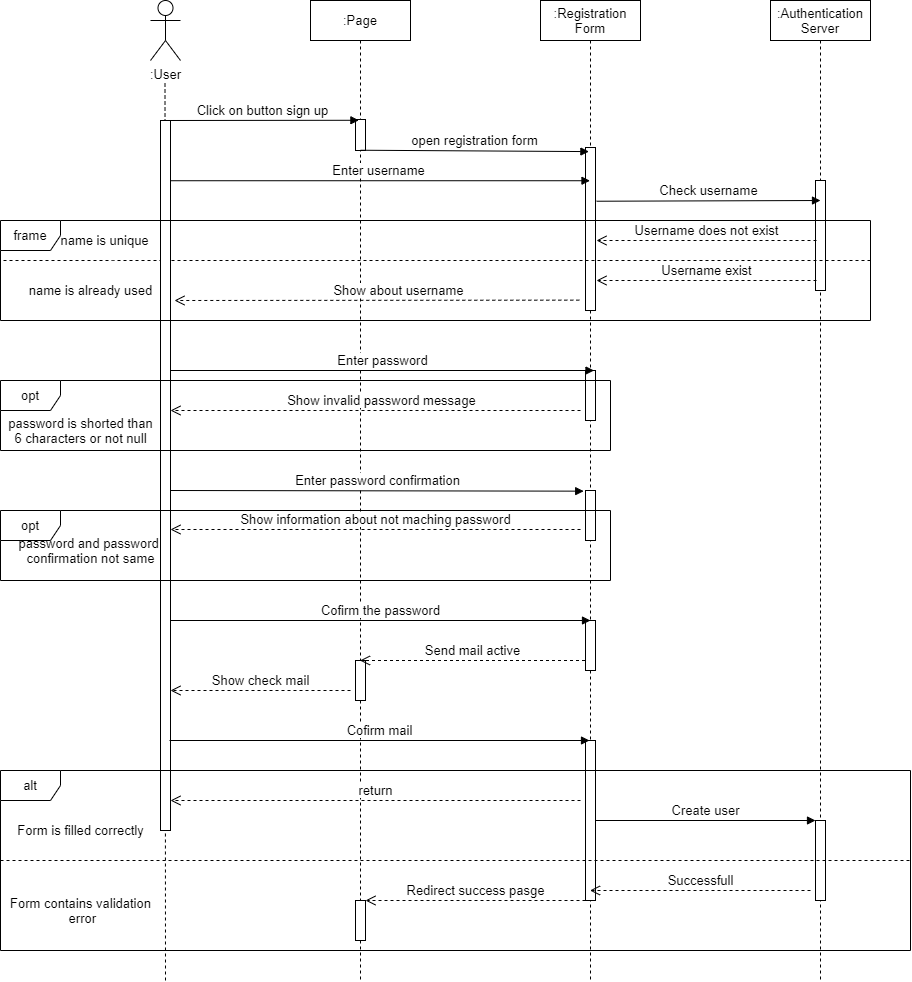 :User
:Page
:Registration
Form
:Authentication
Server
Click on button sign up
open registration form
Enter username
Check username
frame
name is unique
Username does not exist
Username exist
name is already used
Show about username
Enter password
opt
Show invalid password message
password is shorted than
6 characters or not null
Enter password confirmation
opt
Show information about not maching password
password and password
confirmation not same
Cofirm the password
Send mail active
Show check mail
Cofirm mail
alt
return
Create user
Form is filled correctly
Successfull
Redirect success pasge
Form contains validation
error